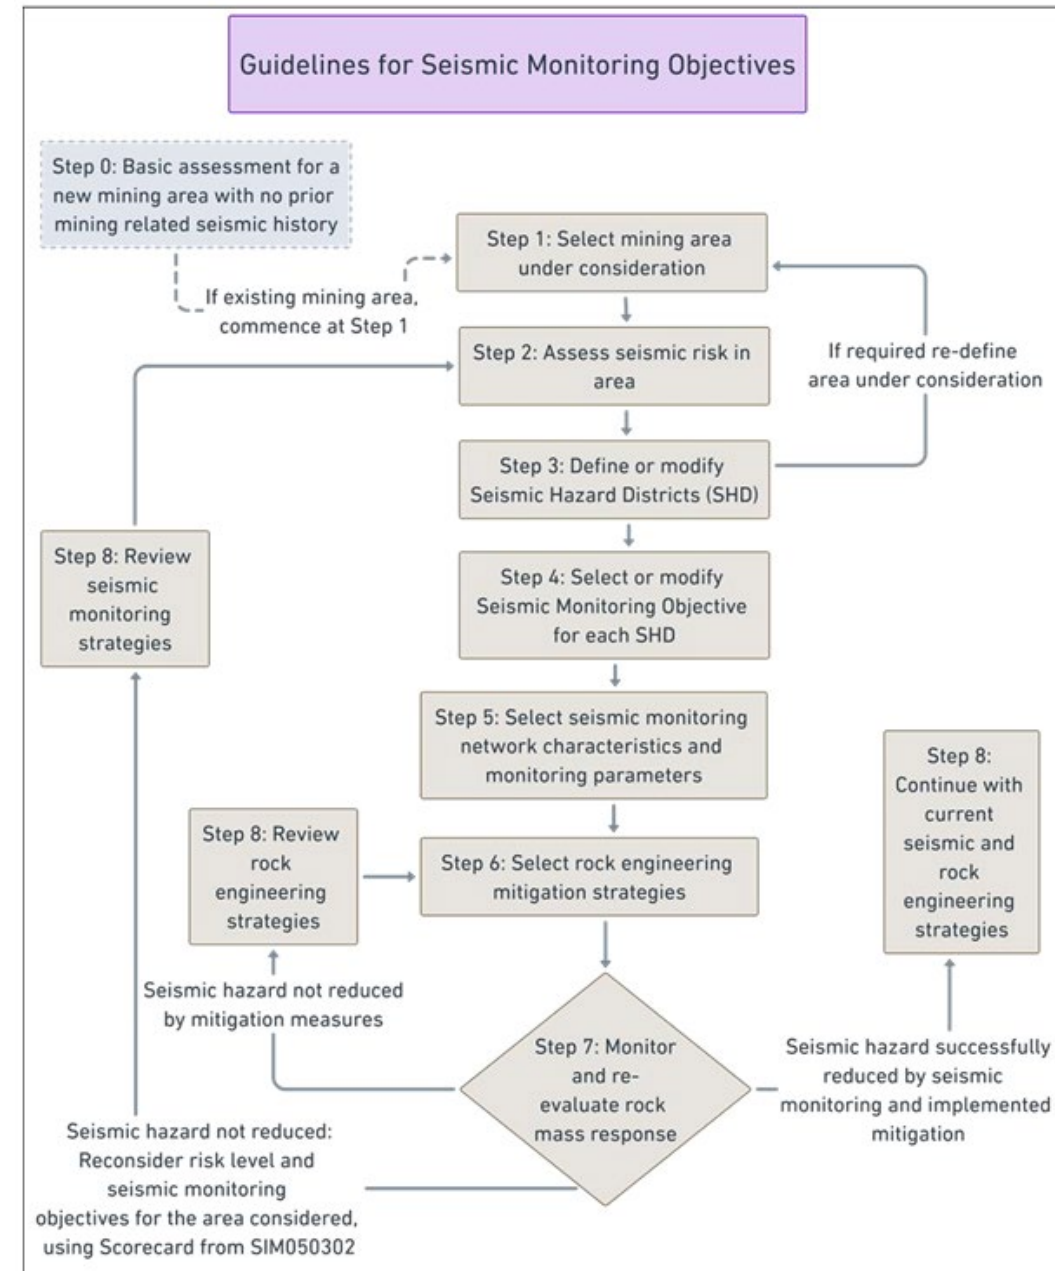 Guidelines for Seismic Monitoring Objectives
Step 0: Basic assessment for a
new mining area with no prior
mining related seismic history
If existing mining area,
commence at Step 1
Step 1: Select mining area
under consideration
Step 2: Assess seismic risk in
area
If required re-define
area under consideration
Step 3: Define or modify
Seismic Hazard Districts (SHD)
Step 4: Select or modify
Seismic Monitoring Objective
for each SHD
Step 8: Review
seismic
monitoring
strategies
Step 5: Select seismic monitoring
network characteristics and
monitoring parameters
Step 8: Review
rock
engineering
strategies
Step 6: Select rock engineering
mitigation strategies
Step 8:
Continue with
current
seismic and
rock
engineering
strategies
Seismic hazard not reduced
by mitigation measures
Step 7: Monitor
and re-
evaluate rock
mass response
Seismic hazard successfully
reduced by seismic
monitoring and implemented
mitigation
Seismic hazard not reduced:
Reconsider risk level and
seismic monitoring
objectives for the area considered,
using Scorecard from SIM050302